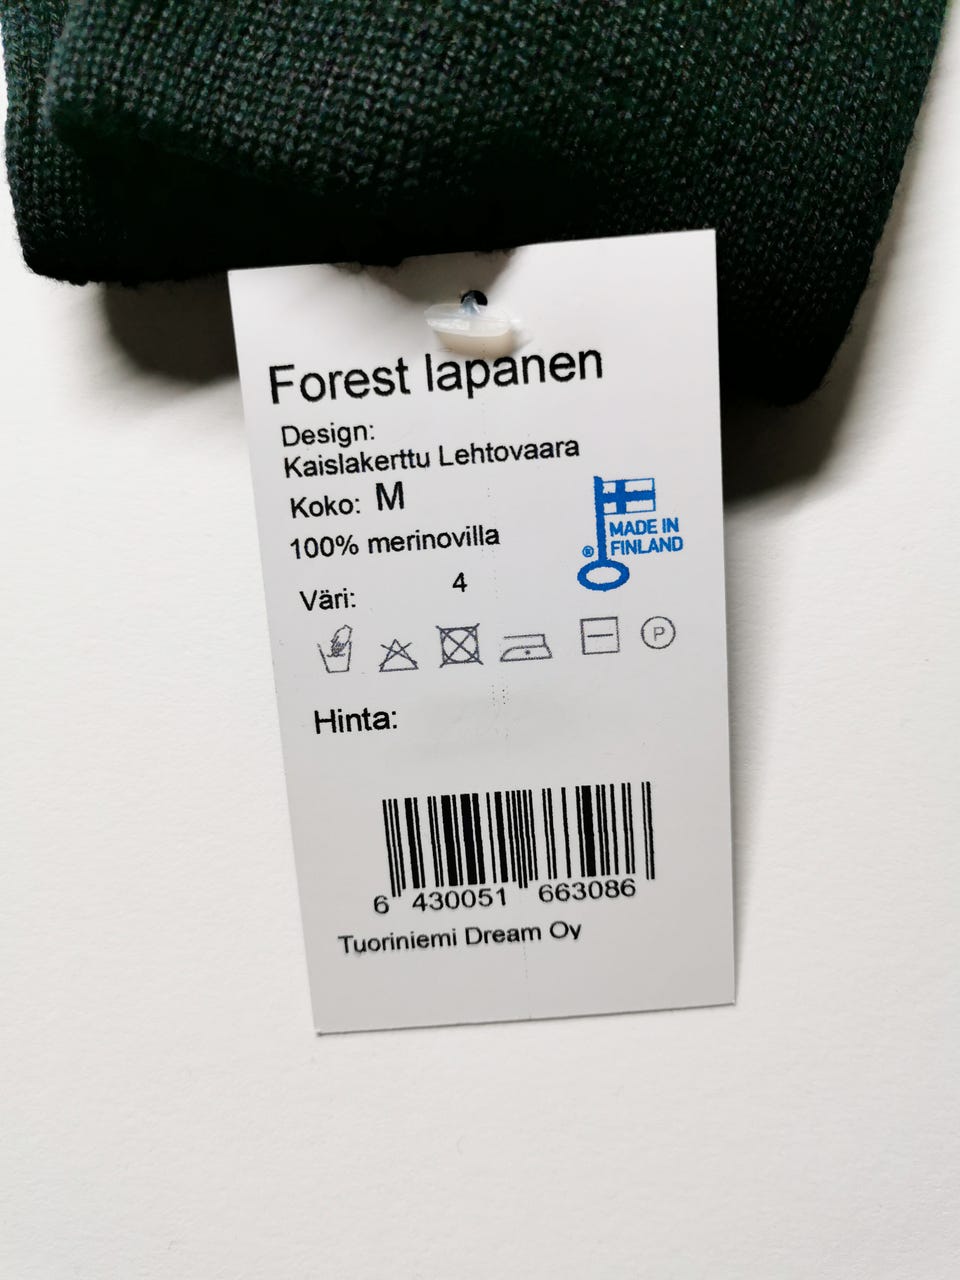 Forest lapanen
Design:
Kaislakerttu Lehtovaara
Koko: M
100% merinovilla
MADE IN
® FINLAND
Väri: 4
P
Hinta:
6 430051 663086
Tuoriniemi Dream Oy